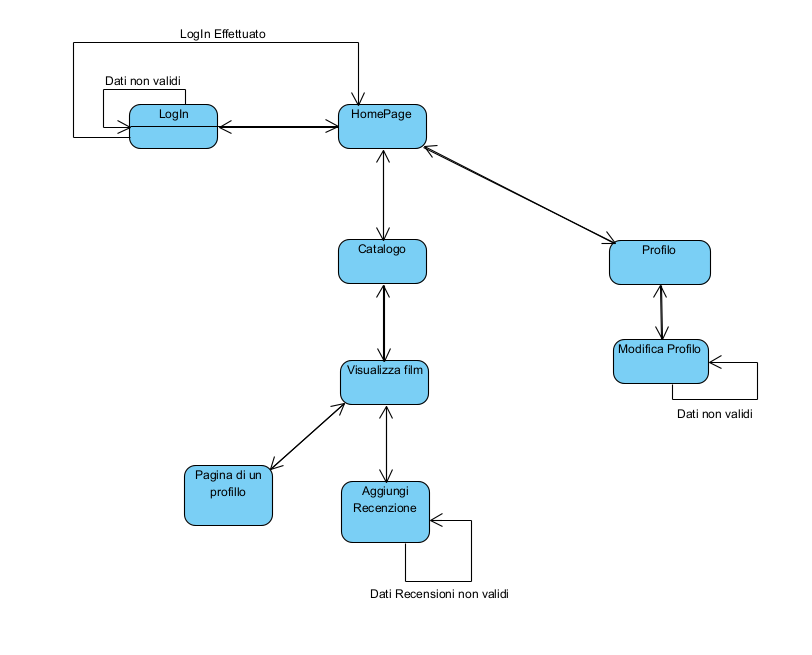 LogIn Effettuato
Dati non validi
LogIn
HomePage
Catalogo
Profilo
Modifica Profilo
Visualizza film
Dati non validi
Pagina di un
profillo
Aggiungi
Recenzione
Dati Recensioni non validi